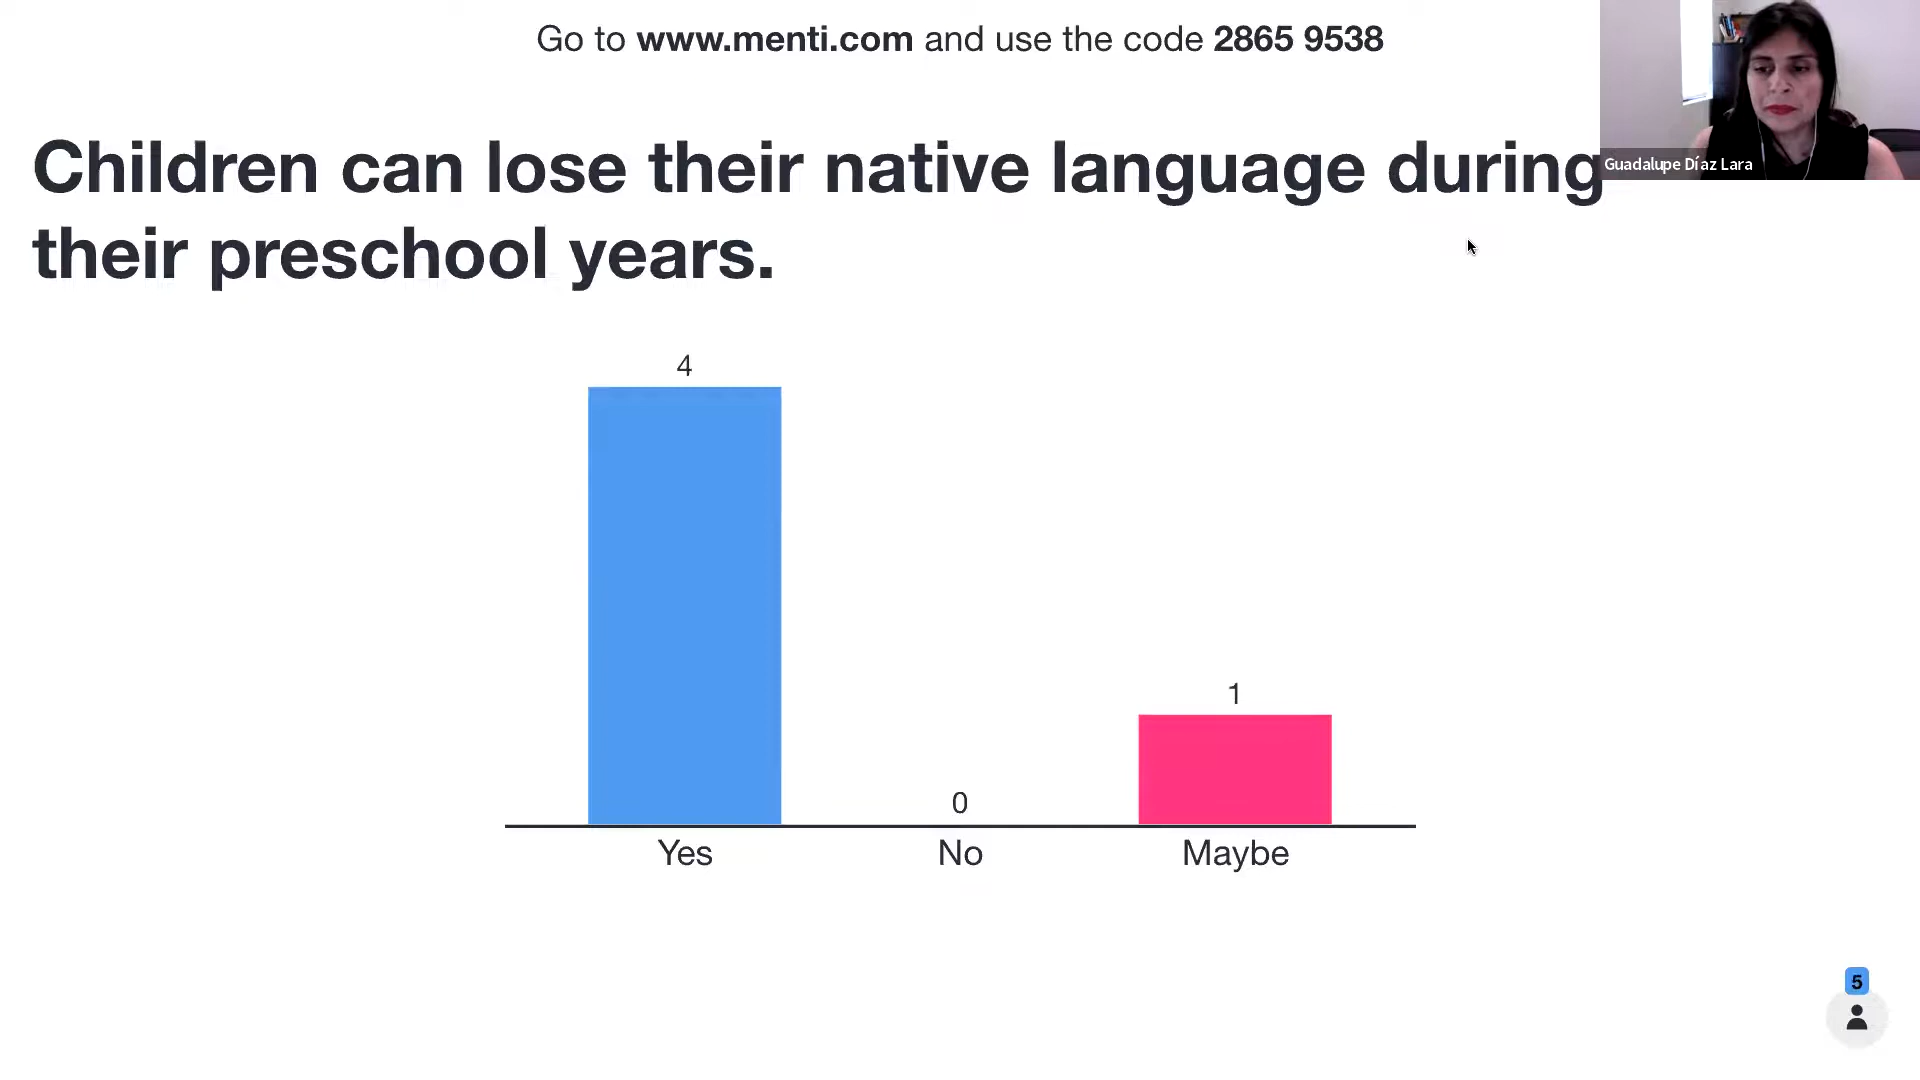 Go to www.menti.com and use the code 2865 9538
Guadalupe Díaz Lara
Children can lose their native language during
their preschool years.
4
1
0
Yes No Maybe
5